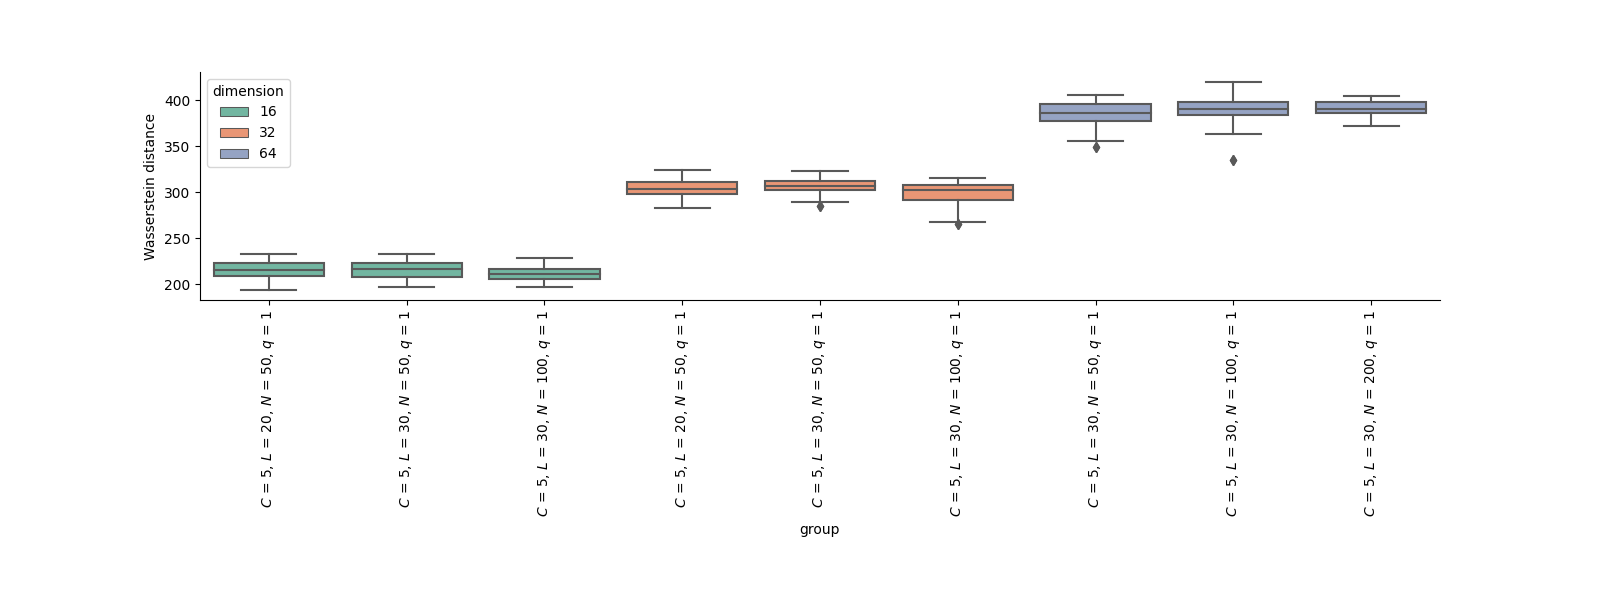 dimension
16
32
64
Wasserstein distance
400
350
300
250
200
C = 5, L = 20, N = 50, q = 1
C = 5, L = 30, N = 50, q = 1
C = 5, L = 30, N = 100, q = 1
C = 5, L = 20, N = 50, q = 1
C = 5, L = 30, N = 50, q = 1
C = 5, L = 30, N = 100, q = 1
C = 5, L = 30, N = 50, q = 1
C = 5, L = 30, N = 100, q = 1
C = 5, L = 30, N = 200, q = 1
group